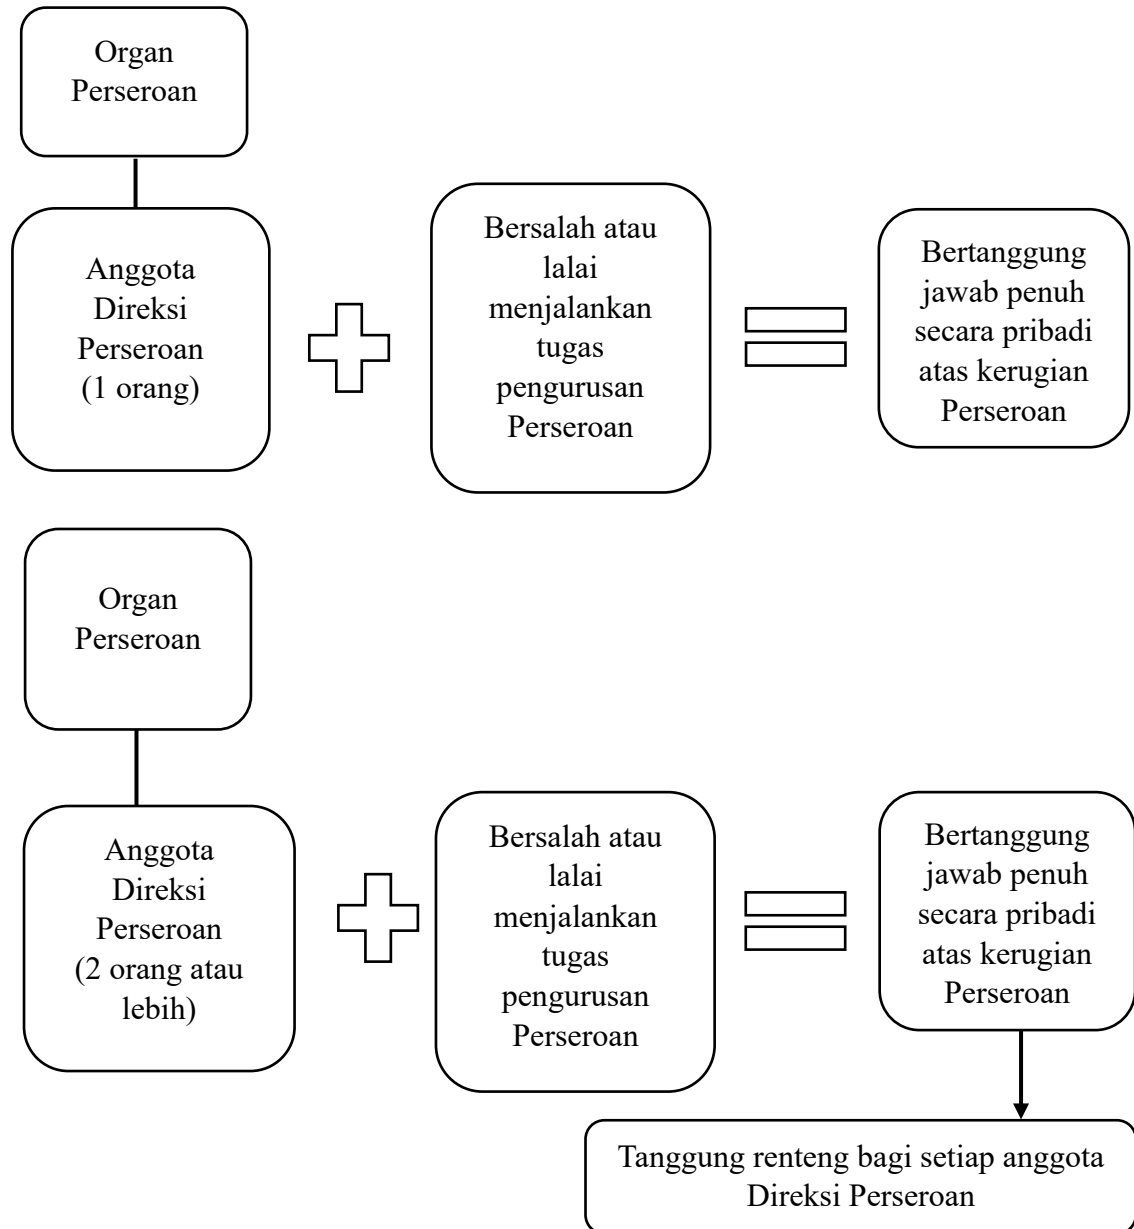 Organ
Perseroan
Anggota
Direksi
Perseroan
(1 orang)
Bersalah atau
lalai
menjalankan
tugas
pengurusan
Perseroan
Bertanggung
jawab penuh
secara pribadi
atas kerugian
Perseroan
Organ
Perseroan
Anggota
Direksi
Perseroan
(2 orang atau
lebih)
Bersalah atau
lalai
menjalankan
tugas
pengurusan
Perseroan
Bertanggung
jawab penuh
secara pribadi
atas kerugian
Perseroan
Tanggung renteng bagi setiap anggota
Direksi Perseroan